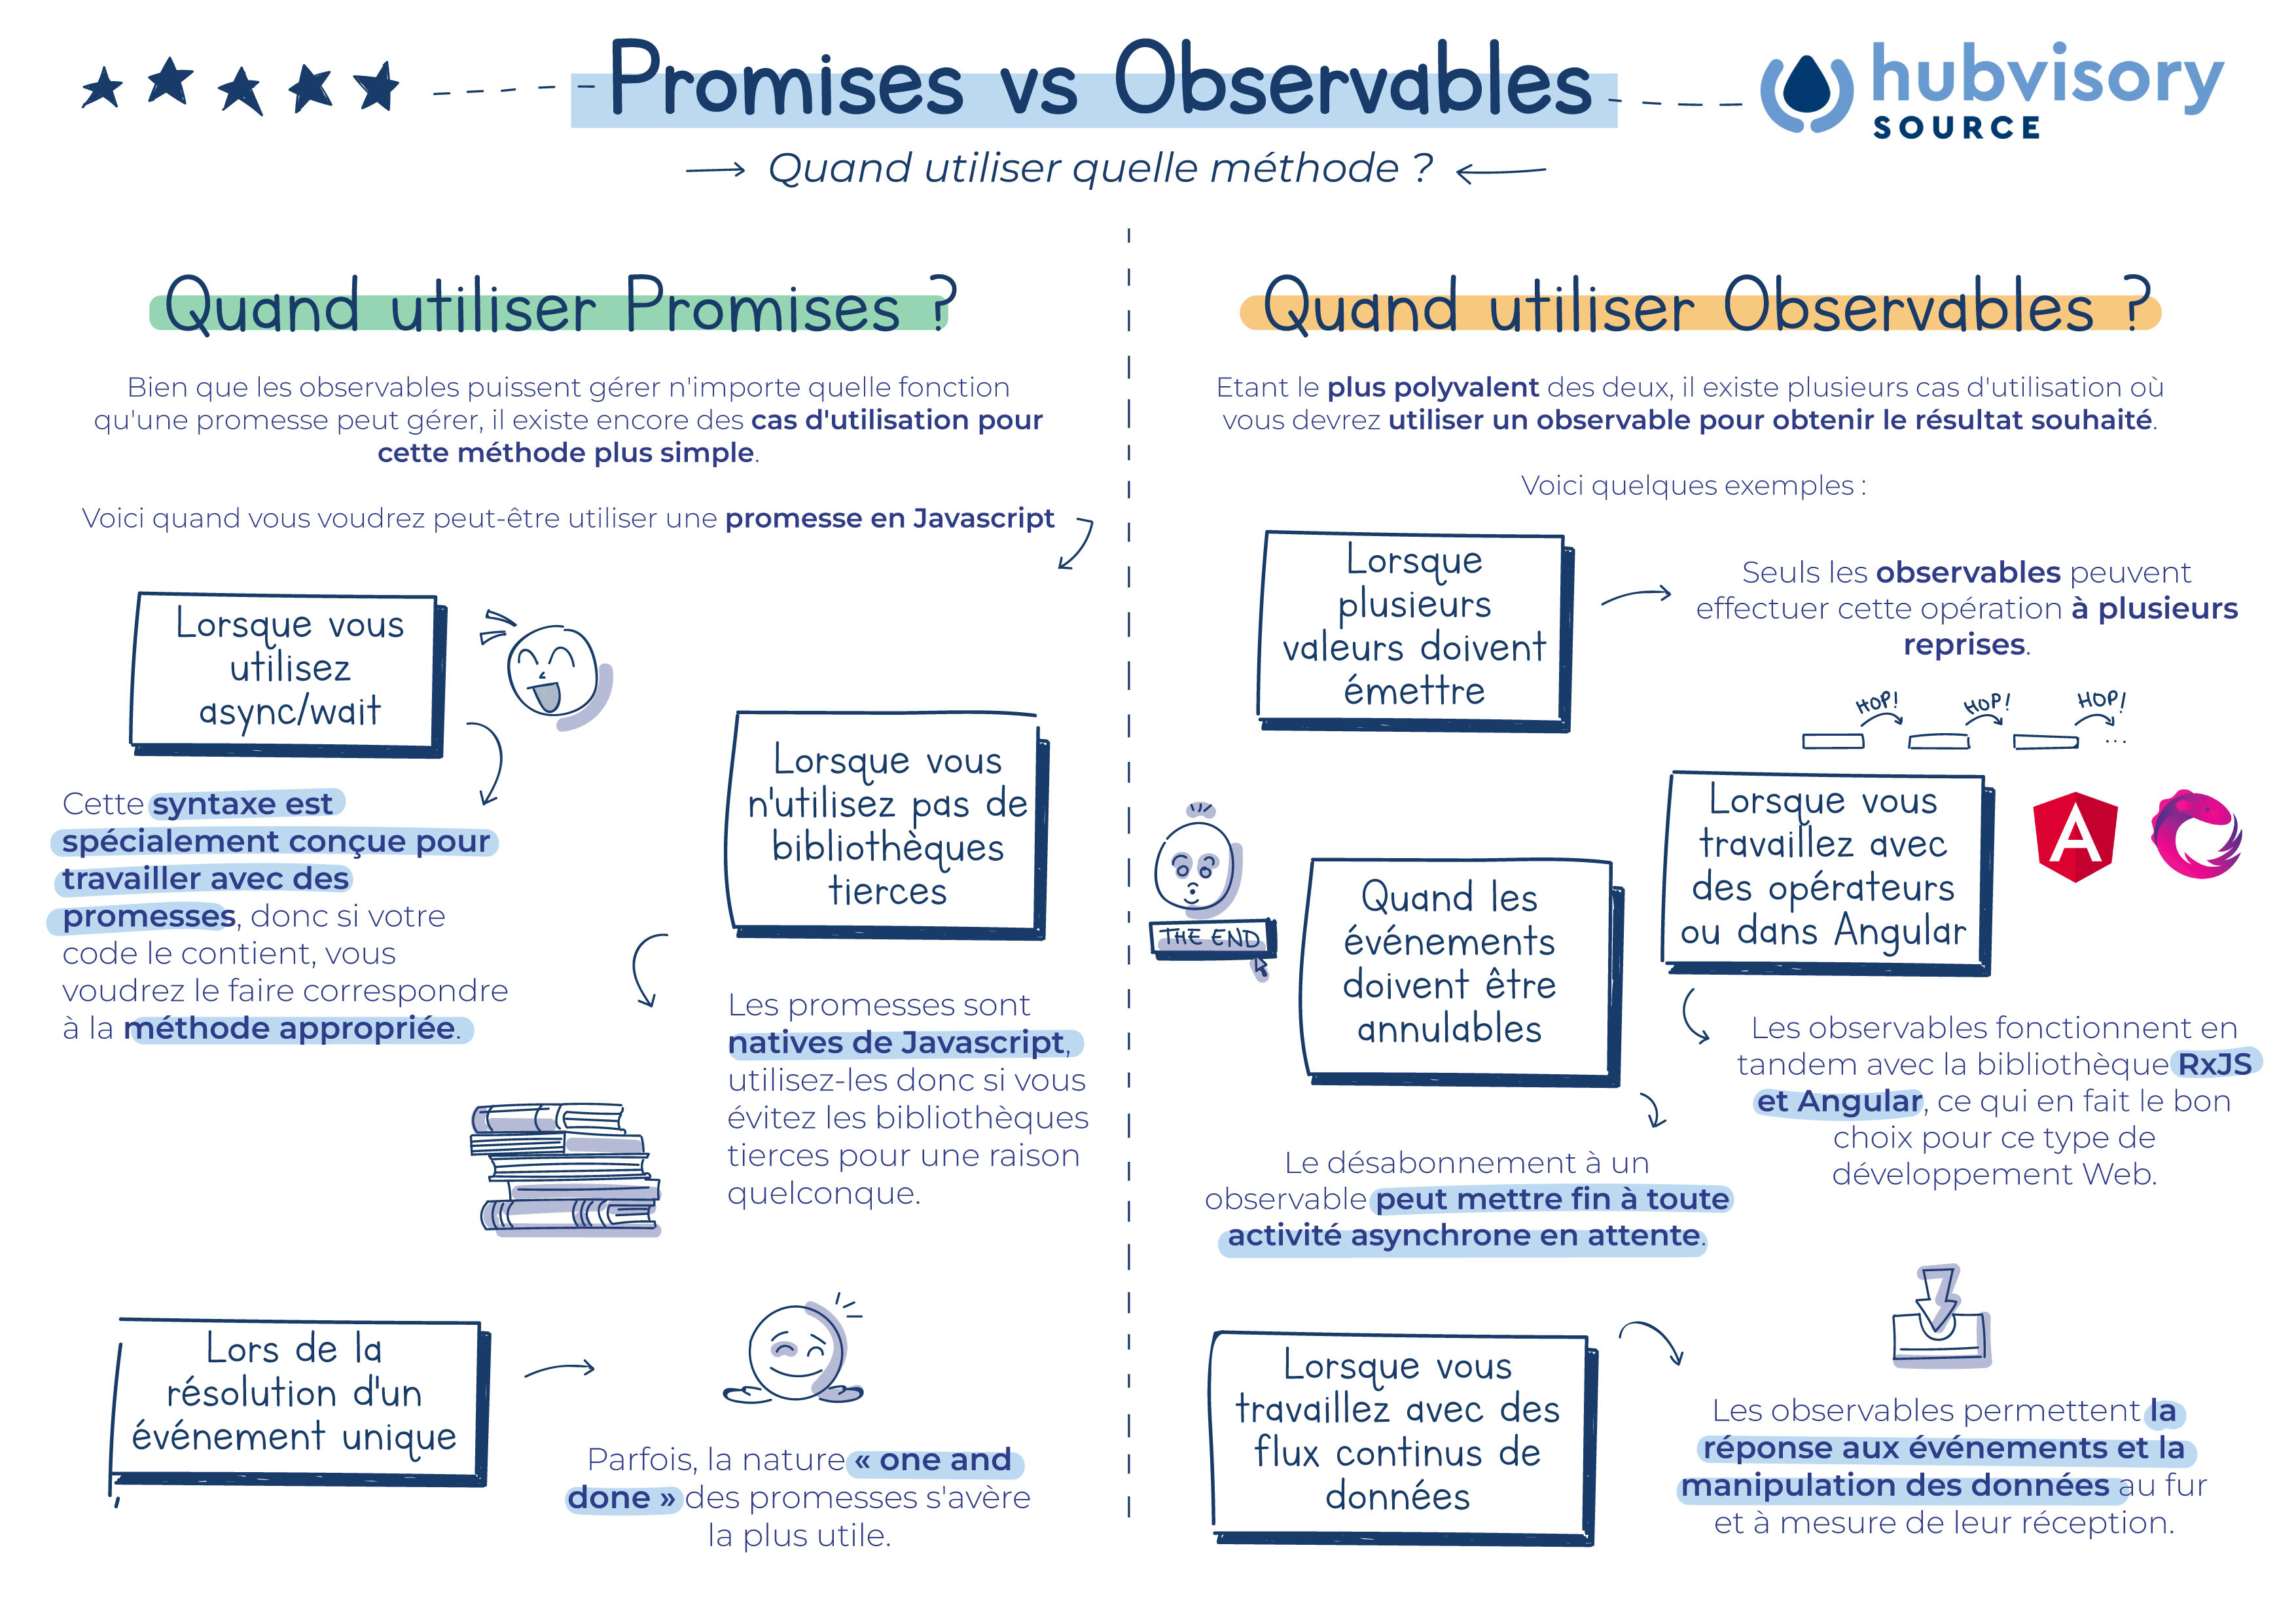 Promises vs Observables
hubvisory
SOURCE
Quand utiliser quelle méthode ?
Quand utiliser Promises ?
Bien que les observables puissent gérer n'importe quelle fonction
qu'une promesse peut gérer, il existe encore des cas d'utilisation pour
cette méthode plus simple.
Voici quand vous voudrez peut-être utiliser une promesse en Javascript
Lorsque vous
utilisez
async/wait
Cette syntaxe est
spécialement conçue pour
travailler avec des
promesses, donc si votre
code le contient, vous
voudrez le faire correspondre
à la méthode appropriée.
Lorsque vous
n'utilisez pas de
bibliothèques
tierces
Les promesses sont
natives de Javascript,
utilisez-les donc si vous
évitez les bibliothèques
tierces pour une raison
quelconque.
Lors de la
résolution d'un
événement unique
Parfois, la nature « one and
done » des promesses s'avère
la plus utile.
Quand utiliser Observables ?
Etant le plus polyvalent des deux, il existe plusieurs cas d'utilisation où
vous devrez utiliser un observable pour obtenir le résultat souhaité.
Voici quelques exemples :
Lorsque
plusieurs
valeurs doivent
émettre
Seuls les observables peuvent
effectuer cette opération à plusieurs
reprises.
HOP! HOP! HOP!
...
Lorsque vous
travaillez avec
des opérateurs
ou dans Angular
A
Les observables fonctionnent en
tandem avec la bibliothèque RxJS
et Angular, ce qui en fait le bon
choix pour ce type de
développement Web.
THE END
Quand les
événements
doivent être
annulables
Le désabonnement à un
observable peut mettre fin à toute
activité asynchrone en attente.
Lorsque vous
travaillez avec des
flux continus de
données
Les observables permettent la
réponse aux événements et la
manipulation des données au fur
et à mesure de leur réception.